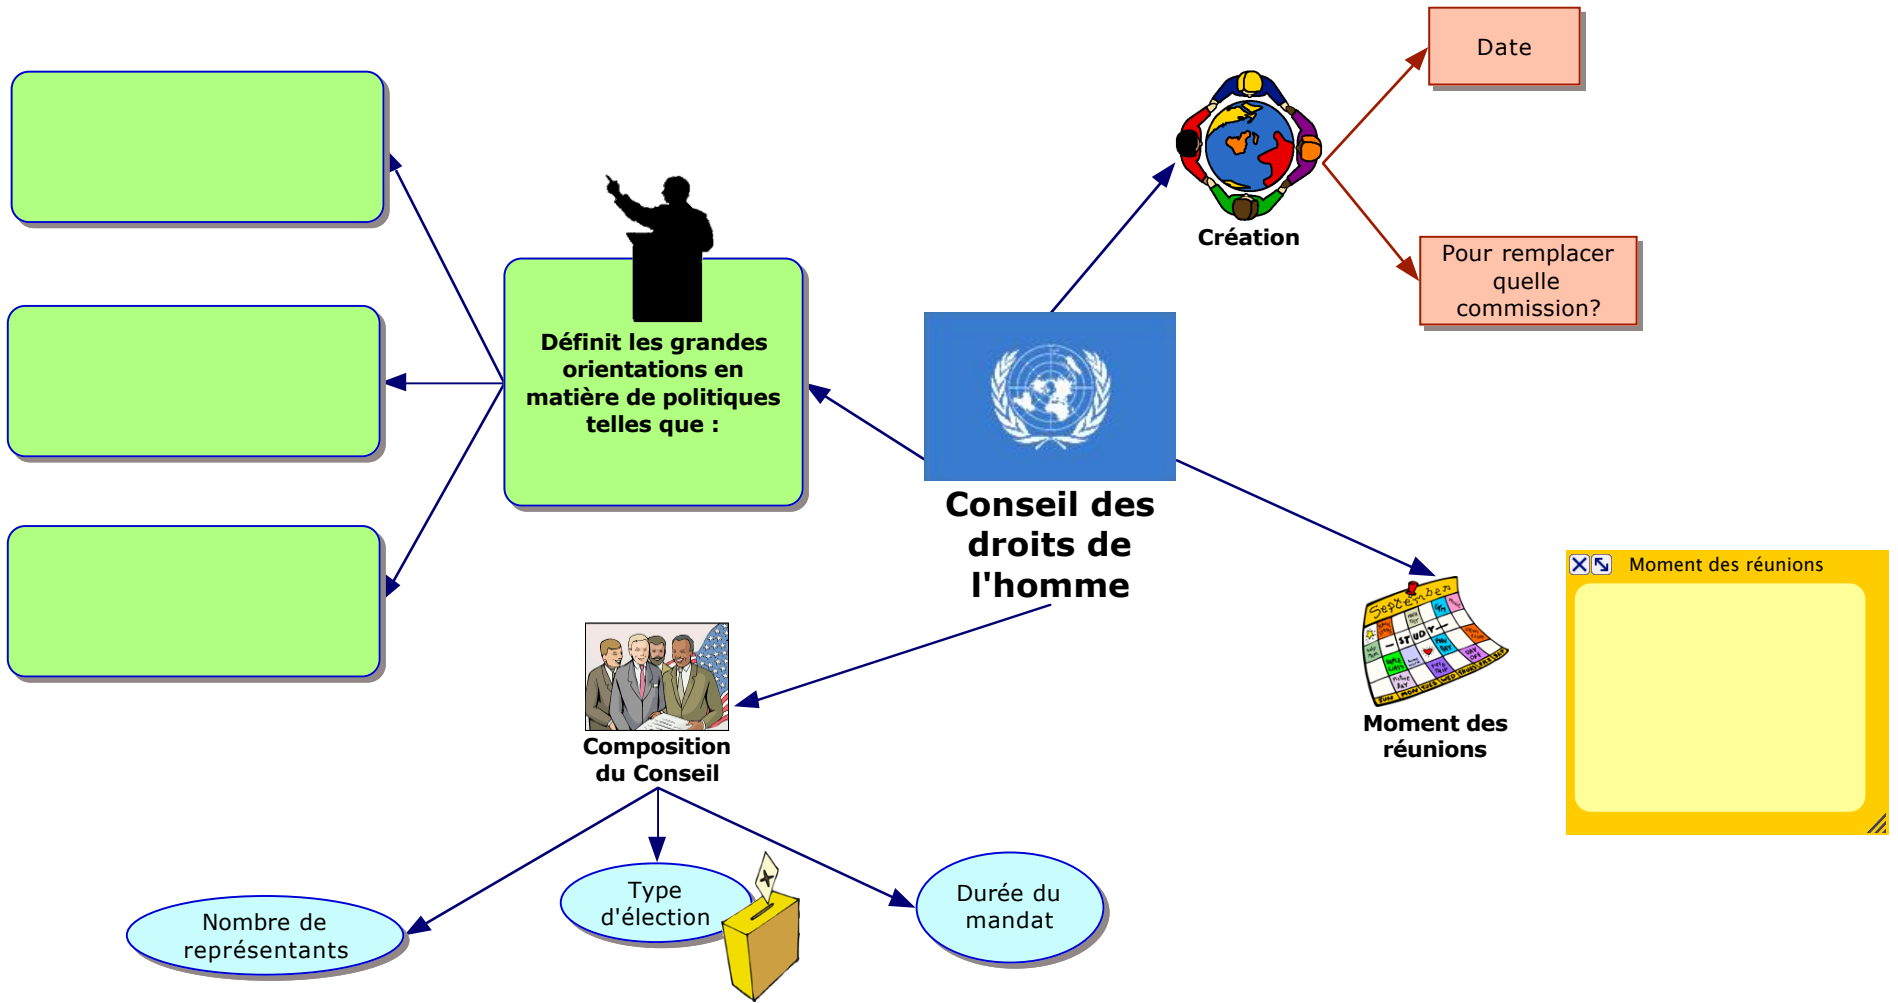 Date
Création
Pour remplacer
quelle
commission?
Définit les grandes
orientations en
matière de politiques
telles que :
Conseil des
droits de
l'homme
Moment des réunions
September
STUDY
Moment des
réunions
Composition
du Conseil
Nombre de
représentants
Type
d'élection
Durée du
mandat